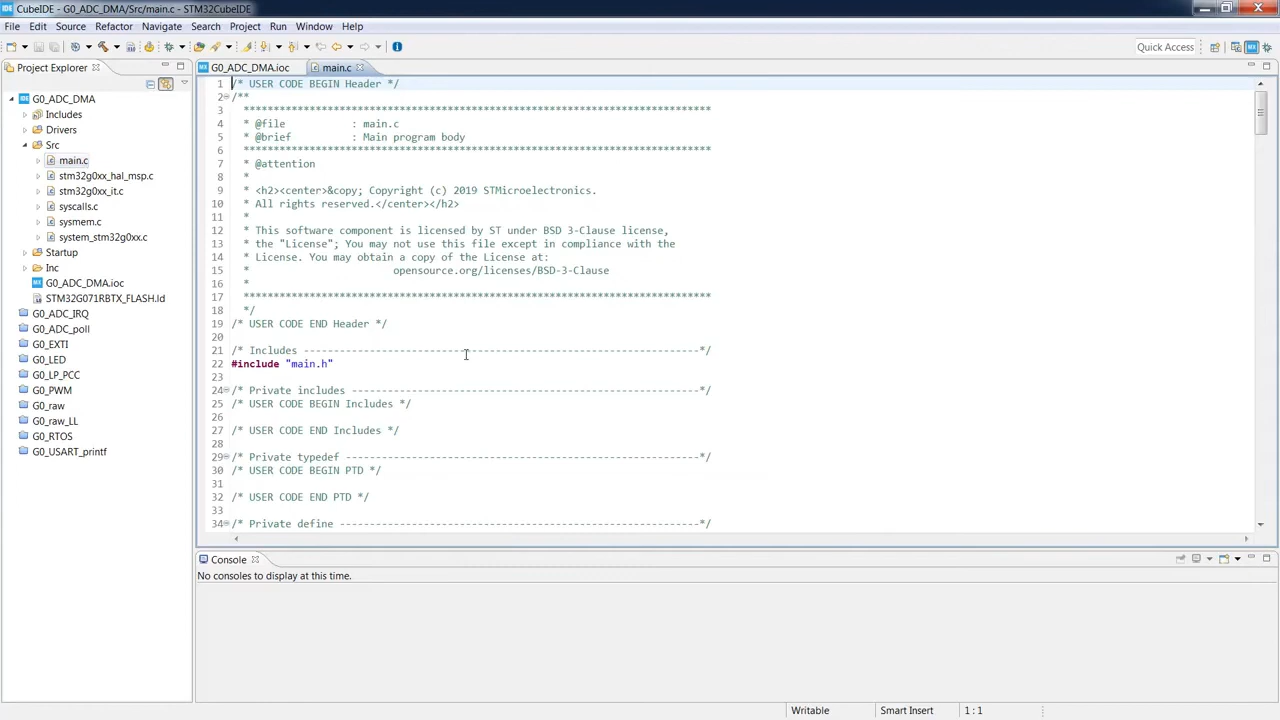 CubeIDE - G0_ADC_DMA/Src/main.c - STM32CubeIDE
File Edit Source Refactor Navigate Search Project Run Window Help
Quick Access
Project Explorer
G0_ADC_DMA
Includes
Drivers
Src
main.c
stm32g0xx_hal_msp.c
stm32g0xx_it.c
syscalls.c
sysmem.c
system_stm32g0xx.c
Startup
Inc
G0_ADC_DMA.ioc
STM32G071RBTX_FLASH.ld
G0_ADC_IRQ
G0_ADC_poll
G0_EXTI
G0_LED
G0_LP_PCC
G0_PWM
G0_raw
G0_raw_LL
G0_RTOS
G0_USART_printf
G0_ADC_DMA.ioc main.c
1 /* USER CODE BEGIN Header */
2 /**
3 ******************************************************************************
4 * @file : main.c
5 * @brief : Main program body
6 ******************************************************************************
7 * @attention
8 *
9 * <h2><center>&copy; Copyright (c) 2019 STMicroelectronics.
10 * All rights reserved.</center></h2>
11 *
12 * This software component is licensed by ST under BSD 3-Clause license,
13 * the "License"; You may not use this file except in compliance with the
14 * License. You may obtain a copy of the License at:
15 * opensource.org/licenses/BSD-3-Clause
16 *
17 ******************************************************************************
18 */
19 /* USER CODE END Header */
20
21 /* Includes ------------------------------------------------------------------*/
22 #include "main.h"
23
24 /* Private includes ----------------------------------------------------------*/
25 /* USER CODE BEGIN Includes */
26
27 /* USER CODE END Includes */
28
29 /* Private typedef -----------------------------------------------------------*/
30 /* USER CODE BEGIN PTD */
31
32 /* USER CODE END PTD */
33
34 /* Private define ------------------------------------------------------------*/
Console
No consoles to display at this time.
Writable Smart Insert 1 : 1